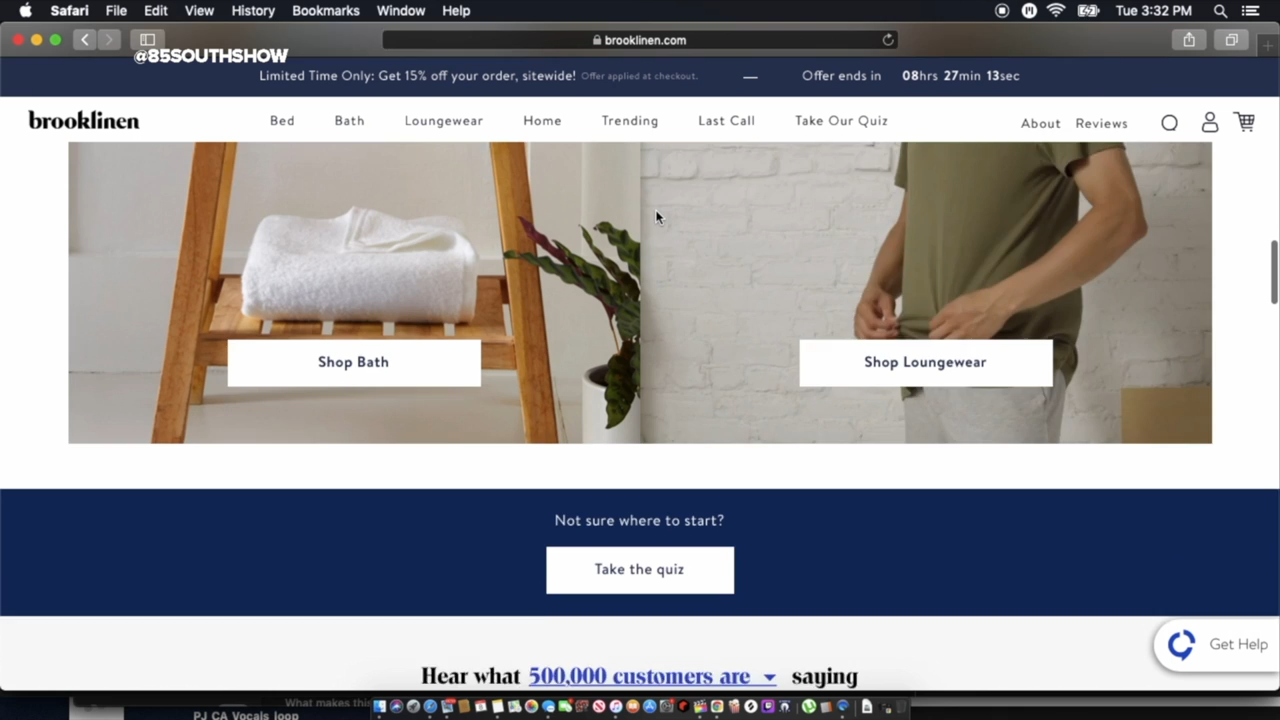 Safari File Edit View History Bookmarks Window Help Tue 3:32 PM
@85SOUTHSHOW
brooklinen.com
Limited Time Only: Get 15% off your order, sitewide! Offer applied at checkout. — Offer ends in 08hrs 27min 13sec
brooklinen Bed Bath Loungewear Home Trending Last Call Take Our Quiz About Reviews
Shop Bath Shop Loungewear
Not sure where to start?
Take the quiz
Get Help
Hear what 500,000 customers are saying
What makes this
PJ CA Vocals loop